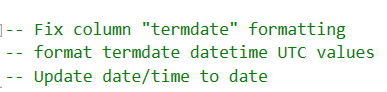 -- Fix column "termdate" formatting
-- format termdate datetime UTC values
-- Update date/time to date